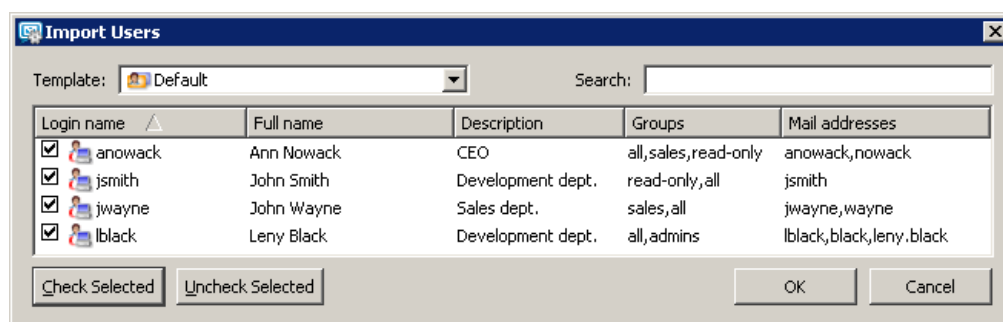 Import Users
Template: Default Search:
Login name Full name Description Groups Mail addresses
anowack Ann Nowack CEO all,sales,read-only anowack,nowack
jsmith John Smith Development dept. read-only,all jsmith
jwayne John Wayne Sales dept. sales,all jwayne,wayne
lblack Leny Black Development dept. all,admins lblack,black,leny.black
Check Selected Uncheck Selected OK Cancel